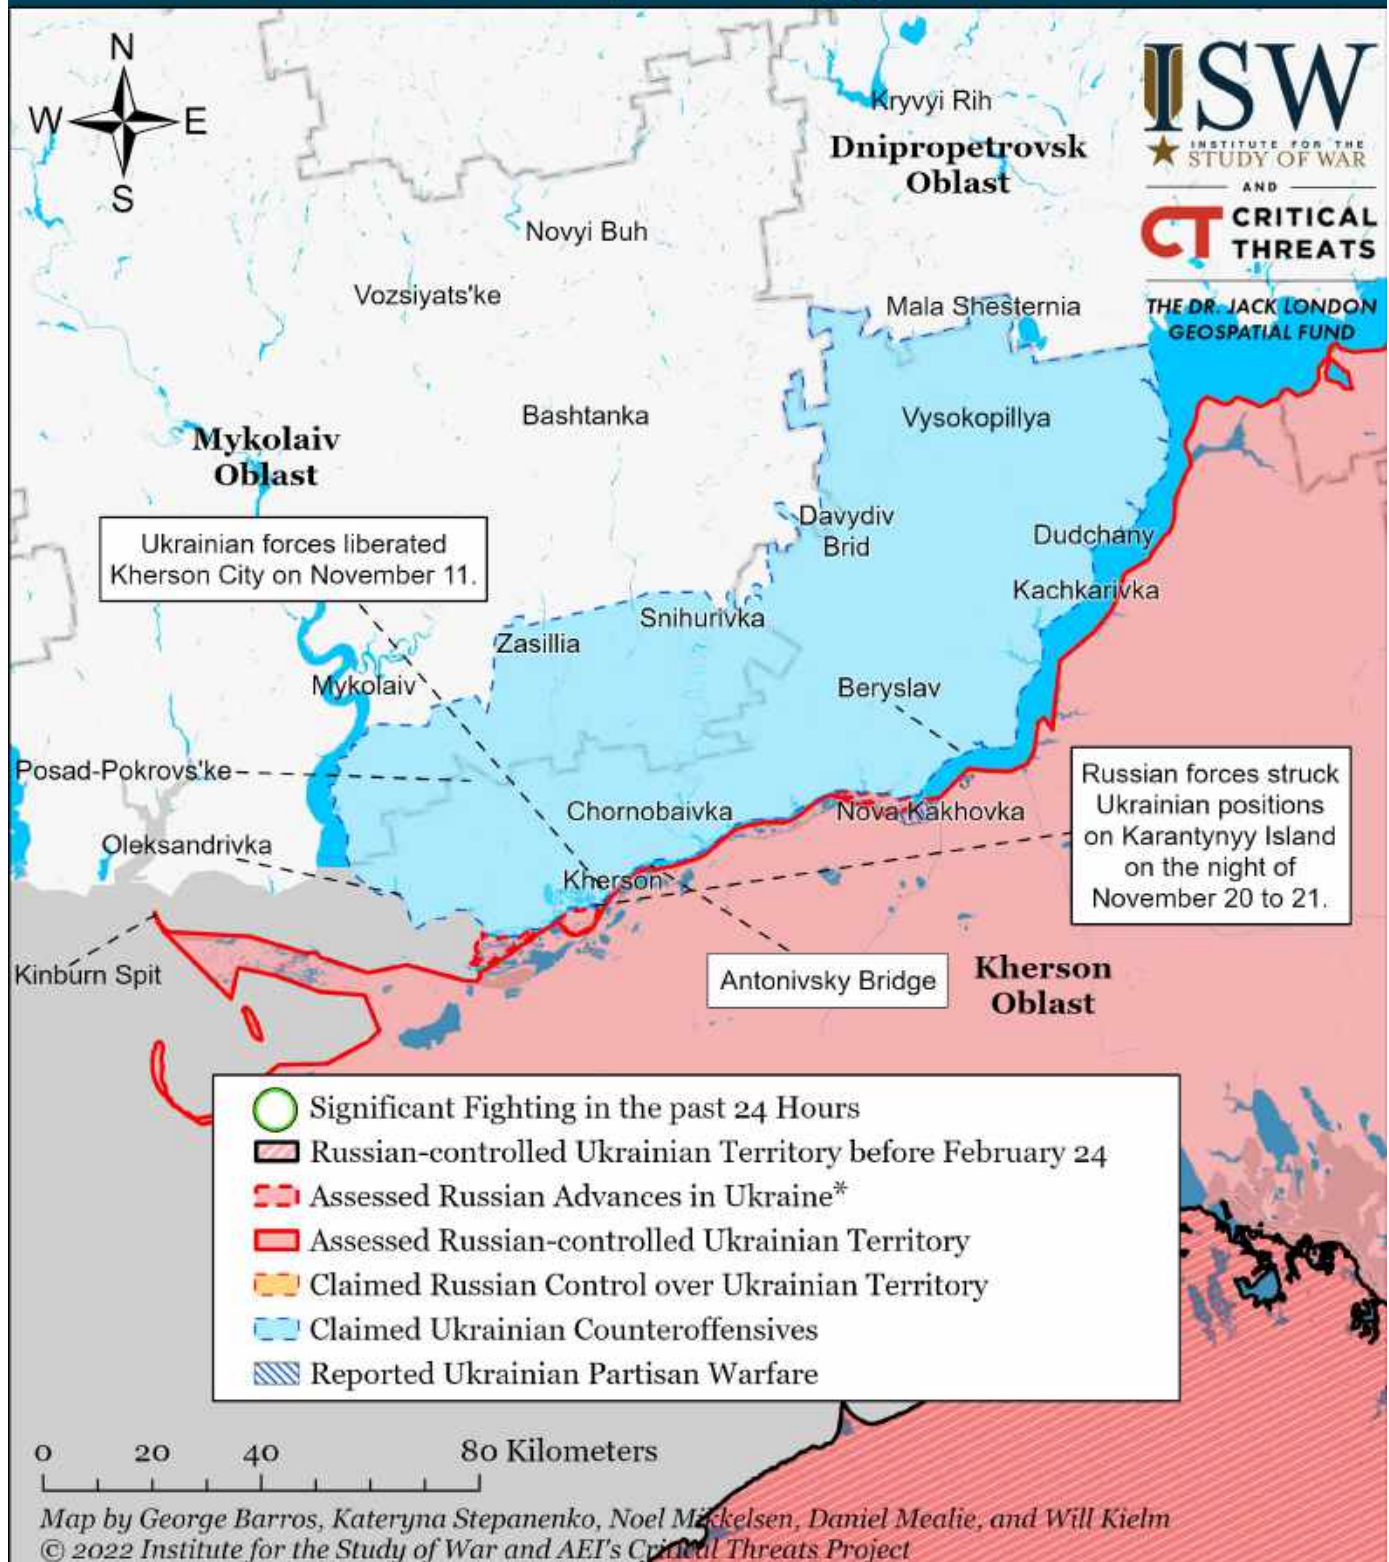 N
W E
S
ISW
INSTITUTE FOR THE
STUDY OF WAR
AND
CT CRITICAL
THREATS
THE DR. JACK LONDON
GEOSPATIAL FUND
Kryvyi Rih
Dnipropetrovsk
Oblast
Novyi Buh
Vozsiyats'ke
Mala Shesternia
Bashtanka
Vysokopillya
Mykolaiv
Oblast
Davydiv
Brid
Dudchany
Ukrainian forces liberated
Kherson City on November 11.
Kachkarivka
Snihurivka
Zasillia
Mykolaiv
Beryslav
Posad-Pokrovs'ke
Russian forces struck
Ukrainian positions
on Karantynyy Island
on the night of
November 20 to 21.
Chornobaivka
Nova Kakhovka
Oleksandrivka
Kherson
Kinburn Spit
Antonivsky Bridge
Kherson
Oblast
Significant Fighting in the past 24 Hours
Russian-controlled Ukrainian Territory before February 24
Assessed Russian Advances in Ukraine*
Assessed Russian-controlled Ukrainian Territory
Claimed Russian Control over Ukrainian Territory
Claimed Ukrainian Counteroffensives
Reported Ukrainian Partisan Warfare
0 20 40 80 Kilometers
Map by George Barros, Kateryna Stepanenko, Noel Mikkelsen, Daniel Mealie, and Will Kielm
© 2022 Institute for the Study of War and AEI's Critical Threats Project